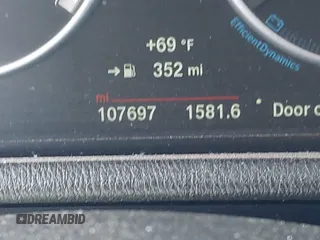 +69 °F
352 mi
EfficientDynamics
mi
107697 1581.6 Door
DREAMBID